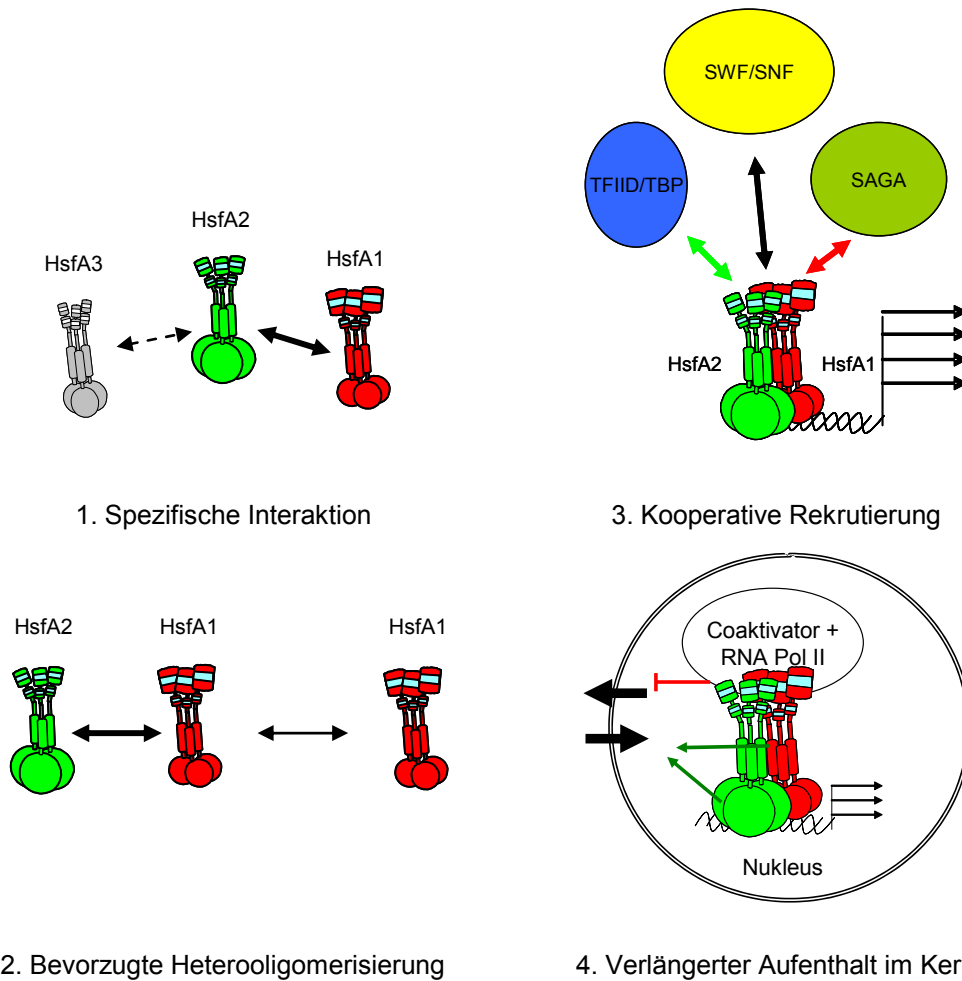 HsfA3
HsfA2
HsfA1
1. Spezifische Interaktion
SWF/SNF
TFIID/TBP
SAGA
HsfA2
HsfA1
3. Kooperative Rekrutierung
HsfA2
HsfA1
HsfA1
2. Bevorzugte Heterooligomerisierung
Coaktivator +
RNA Pol II
Nukleus
4. Verlängerter Aufenthalt im Ker